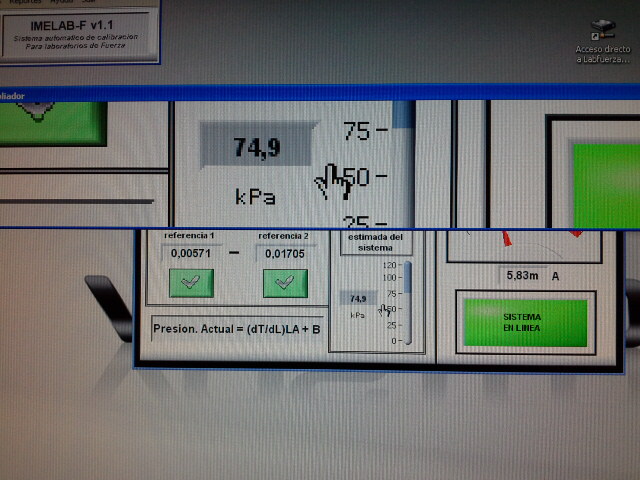 Reportes Ayuda Salir
IMELAB-F v1.1
Sistema automatico de calibracion
Para laboratorios de Fuerza
Acceso directo
a Labfuerza...
pliador
74,9
kPa
75
50
25
referencia 1
referencia 2
0,00571
0,01705
Presion. Actual = (dT/dL)LA + B
estimada del
sistema
120
100
75
50
25
0
74,9
kPa
5,83m A
SISTEMA
EN LINEA